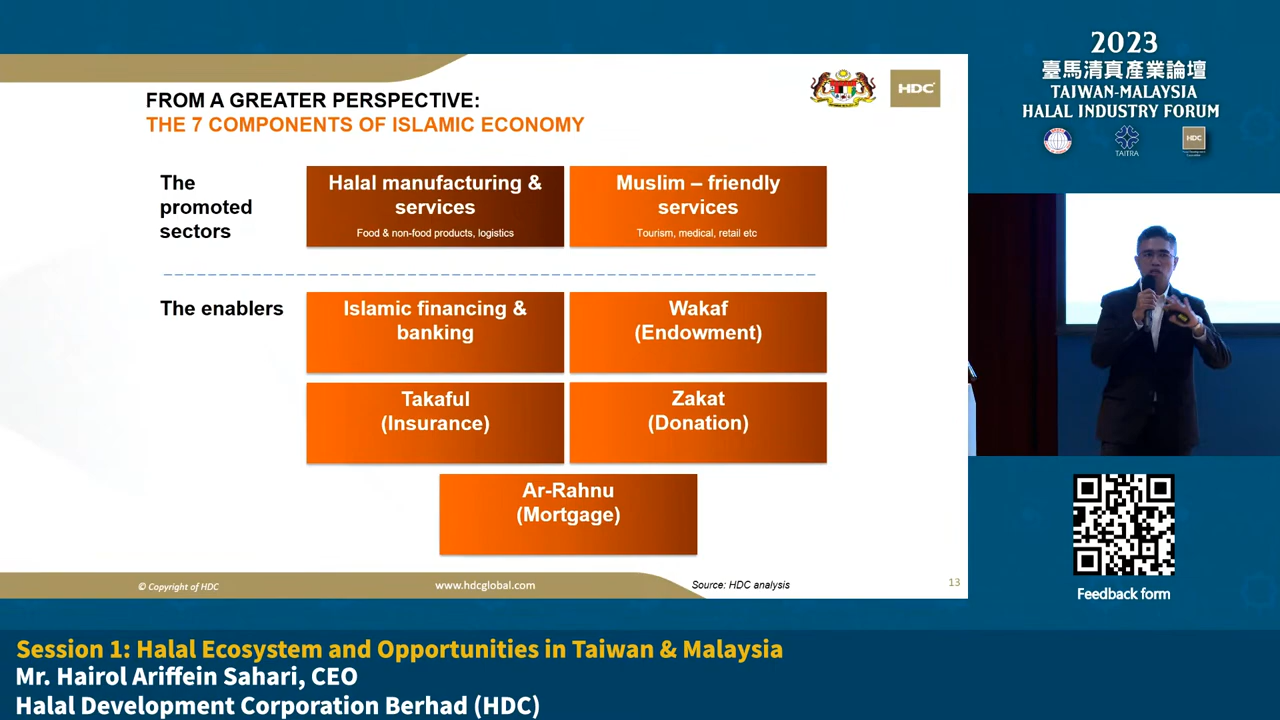 FROM A GREATER PERSPECTIVE:
THE 7 COMPONENTS OF ISLAMIC ECONOMY
HDC
The
promoted
sectors
Halal manufacturing &
services
Food & non-food products, logistics
Muslim – friendly
services
Tourism, medical, retail etc
The enablers
Islamic financing &
banking
Wakaf
(Endowment)
Takaful
(Insurance)
Zakat
(Donation)
Ar-Rahnu
(Mortgage)
© Copyright of HDC
www.hdcglobal.com
Source: HDC analysis
13
2023
臺馬清真產業論壇
TAIWAN-MALAYSIA
HALAL INDUSTRY FORUM
TAITRA
HDC
Feedback form
Session 1: Halal Ecosystem and Opportunities in Taiwan & Malaysia
Mr. Hairol Ariffein Sahari, CEO
Halal Development Corporation Berhad (HDC)